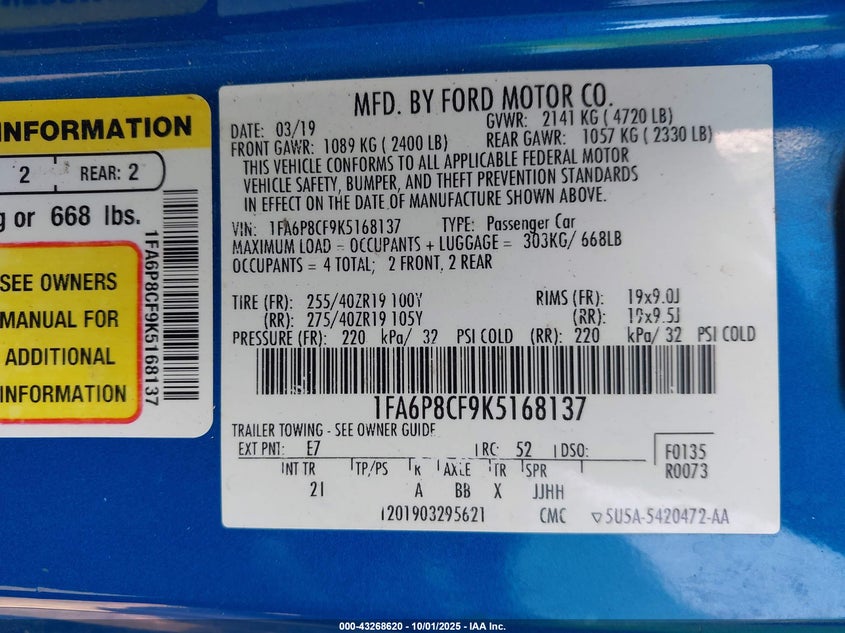 INFORMATION
2 REAR: 2
g or 668 lbs.
SEE OWNERS
MANUAL FOR
ADDITIONAL
INFORMATION
1FA6P8CF9K5168137
MFD. BY FORD MOTOR CO.
DATE: 03/19 GVWR: 2141 KG ( 4720 LB)
FRONT GAWR: 1089 KG ( 2400 LB) REAR GAWR: 1057 KG ( 2330 LB)
THIS VEHICLE CONFORMS TO ALL APPLICABLE FEDERAL MOTOR
VEHICLE SAFETY, BUMPER, AND THEFT PREVENTION STANDARDS
IN EFFECT ON THE DATE OF MANUFACTURE SHOWN ABOVE.
VIN: 1FA6P8CF9K5168137 TYPE: Passenger Car
MAXIMUM LOAD = OCCUPANTS + LUGGAGE = 303KG/ 668LB
OCCUPANTS = 4 TOTAL; 2 FRONT, 2 REAR
TIRE (FR): 255/40ZR19 100Y RIMS (FR): 19x9.0J
(RR): 275/40ZR19 105Y (RR): 19x9.5J
PRESSURE (FR): 220 kPa/ 32 PSI COLD (RR): 220 kPa/ 32 PSI COLD
1FA6P8CF9K5168137
TRAILER TOWING - SEE OWNER GUIDE
EXT PNT: E7 RC: 52 DSO: F0135
R0073
INT TR TP/PS R AXLE TR SPR
21 A BB X JJHH
1201903295621 CMC ▽5U5A-5420472-AA
000-43268620 - 10/01/2025 - IAA Inc.